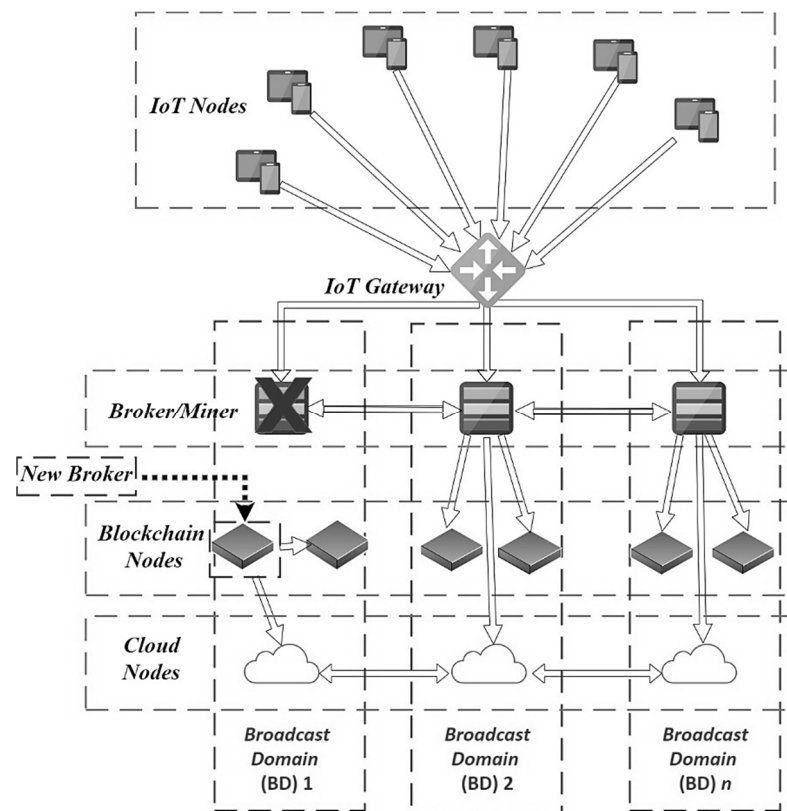 IoT Nodes
IoT Gateway
Broker/Miner
New Broker
Blockchain
Nodes
Cloud
Nodes
Broadcast
Domain
(BD) 1
Broadcast
Domain
(BD) 2
Broadcast
Domain
(BD) n